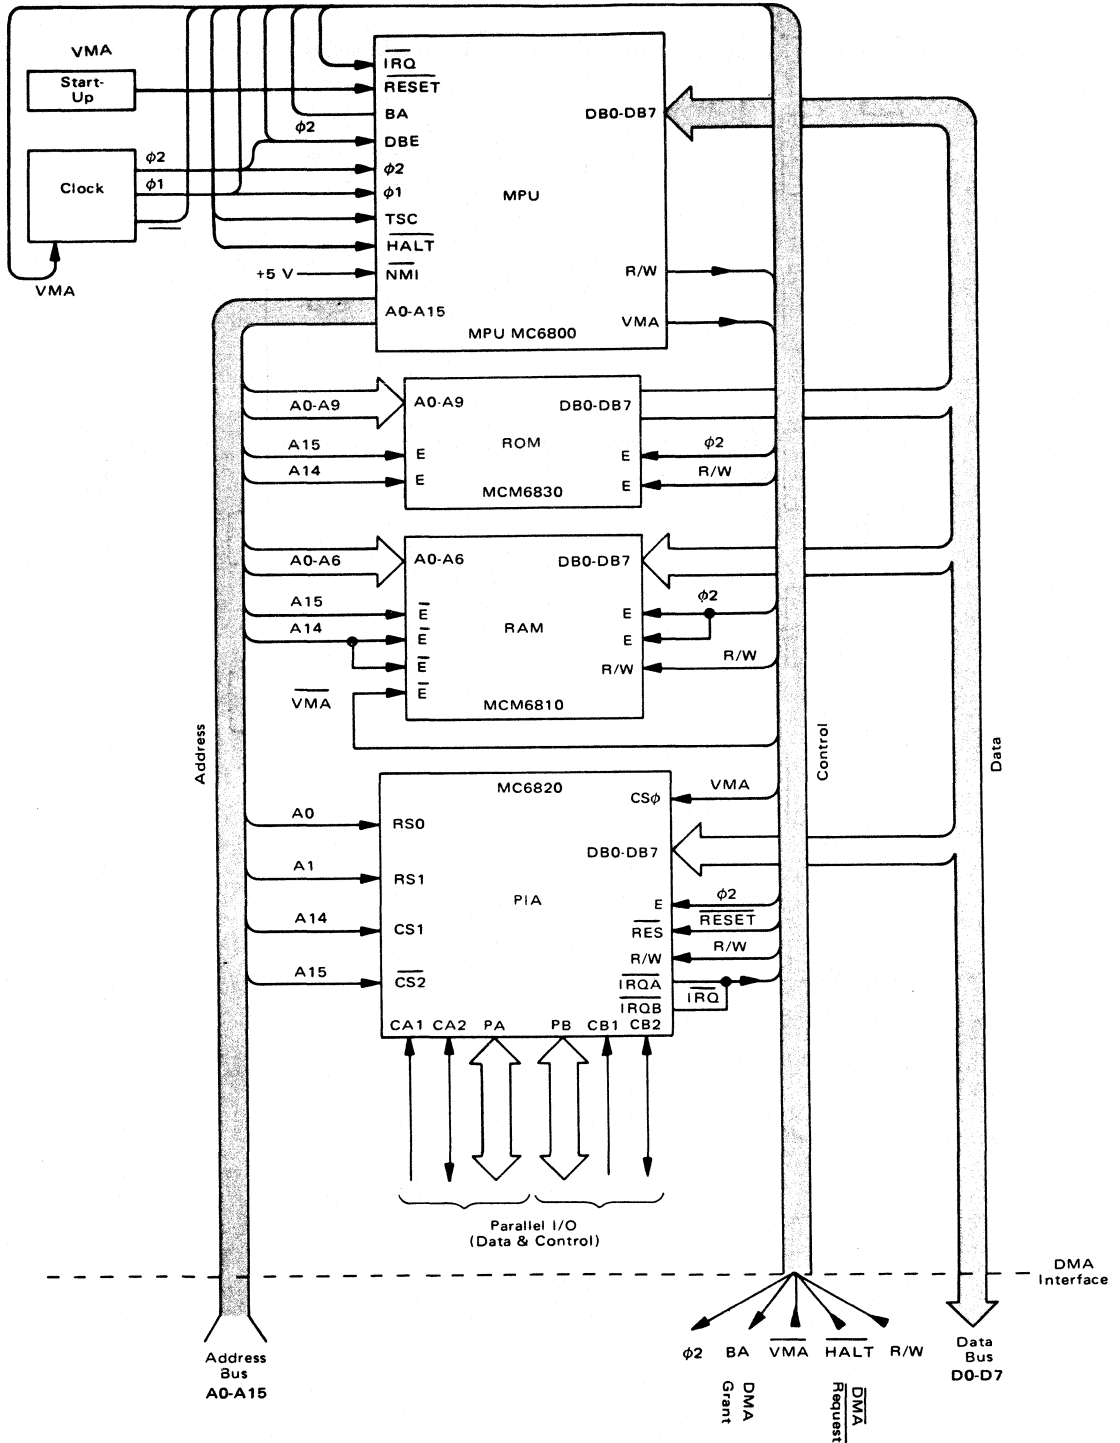 VMA
Start-
Up
Clock
ϕ2
ϕ1
VMA
+5 V
ϕ2
IRQ
RESET
BA
DBE
ϕ2
ϕ1
TSC
HALT
NMI
A0-A15
DB0-DB7
MPU
R/W
VMA
MPU MC6800
A0-A9
A0-A9
DB0-DB7
ROM
A15
E
E
ϕ2
A14
E
E
R/W
MCM6830
A0-A6
A0-A6
DB0-DB7
A15
E
E
ϕ2
A14
E
RAM
E
E
R/W
R/W
VMA
E
MCM6810
Address
Control
Data
MC6820
CSϕ
VMA
A0
RS0
DB0-DB7
A1
RS1
PIA
E
ϕ2
A14
CS1
RES
RESET
R/W
R/W
A15
CS2
IRQA
IRQ
IRQB
CA1 CA2 PA PB CB1 CB2
Parallel I/O
(Data & Control)
DMA
Interface
Address
Bus
A0-A15
ϕ2 BA VMA HALT R/W
DMA
Grant
DMA
Request
Data
Bus
D0-D7